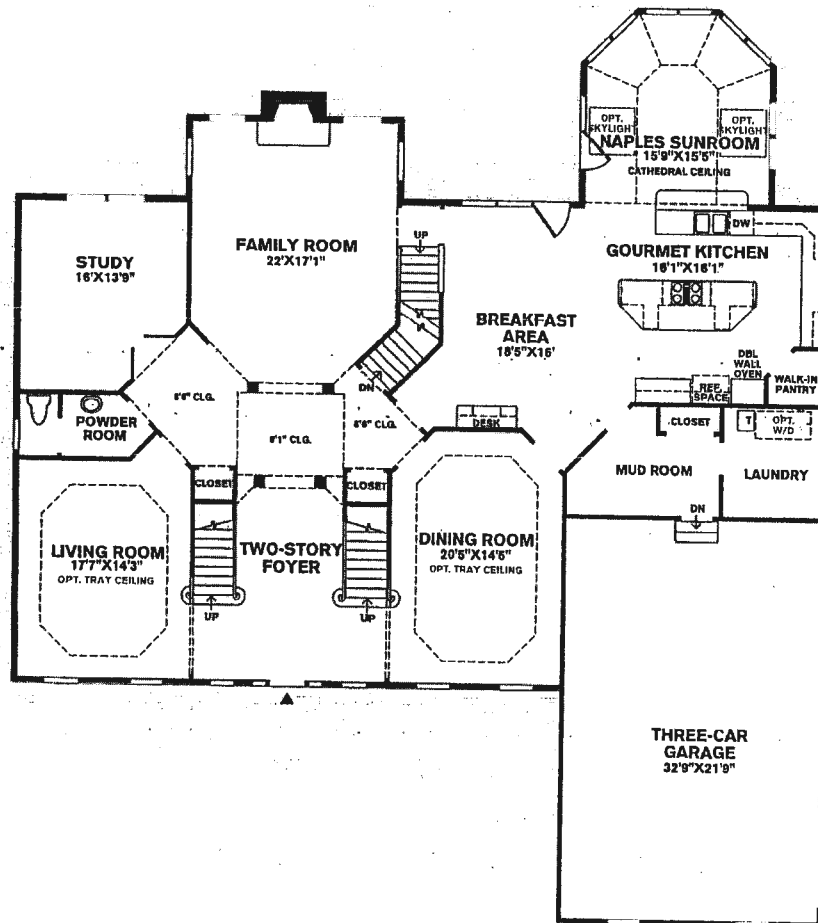 OPT.
SKYLIGHT
OPT.
SKYLIGHT
NAPLES SUNROOM
15'9"X15'5"
CATHEDRAL CEILING
DW
UP
FAMILY ROOM
22'X17'1"
GOURMET KITCHEN
16'1"X16'1"
STUDY
16'X13'9"
BREAKFAST
AREA
18'5"X16'
DBL
WALL
OVEN
REF.
SPACE
WALK-IN
PANTRY
DN
8'1" CLG.
DESK
POWDER
ROOM
CLOSET
T
OPT.
W/D
MUD ROOM
LAUNDRY
CLOSET
CLOSET
DN
LIVING ROOM
17'7"X14'3"
OPT. TRAY CEILING
TWO-STORY
FOYER
DINING ROOM
20'5"X14'5"
OPT. TRAY CEILING
UP
UP
THREE-CAR
GARAGE
32'9"X21'9"